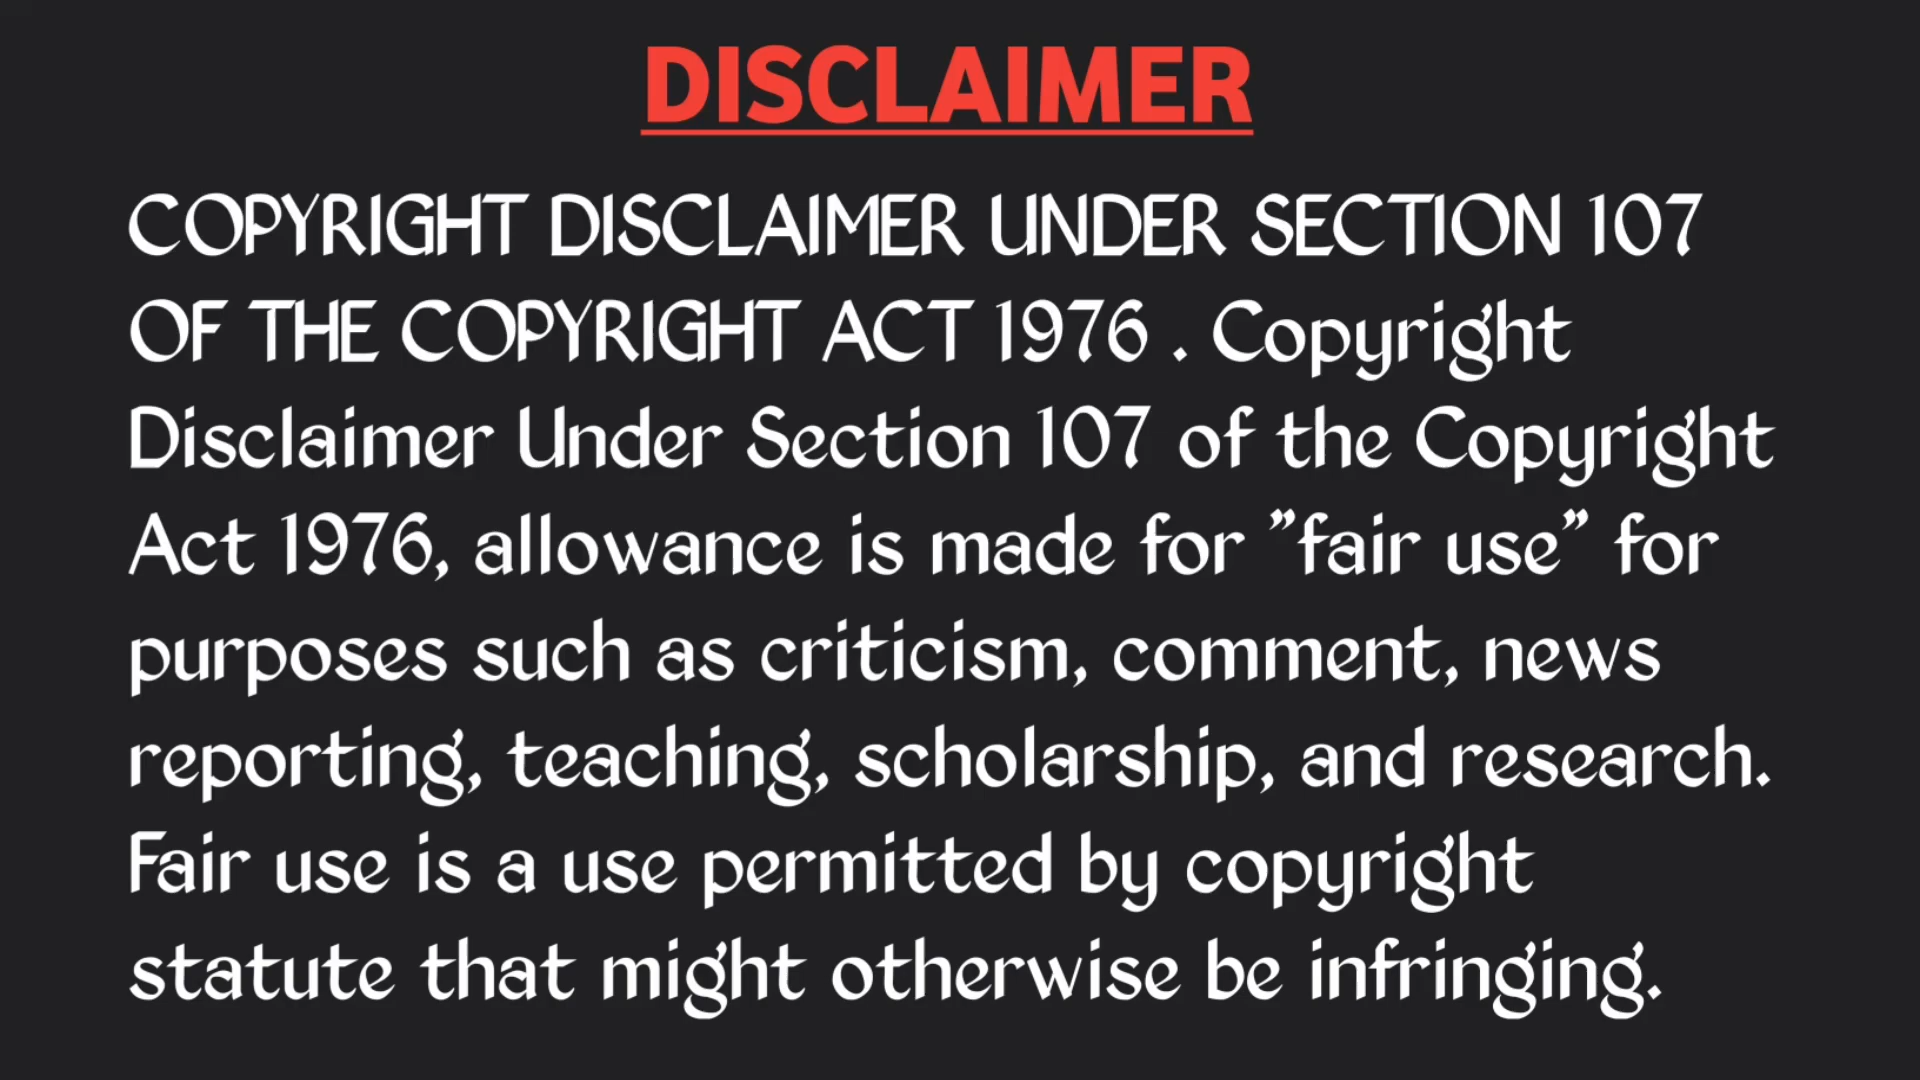 DISCLAIMER
COPYRIGHT DISCLAIMER UNDER SECTION 107
OF THE COPYRIGHT ACT 1976 . Copyright
Disclaimer Under Section 107 of the Copyright
Act 1976, allowance is made for ”fair use” for
purposes such as criticism, comment, news
reporting, teaching, scholarship, and research.
Fair use is a use permitted by copyright
statute that might otherwise be infringing.